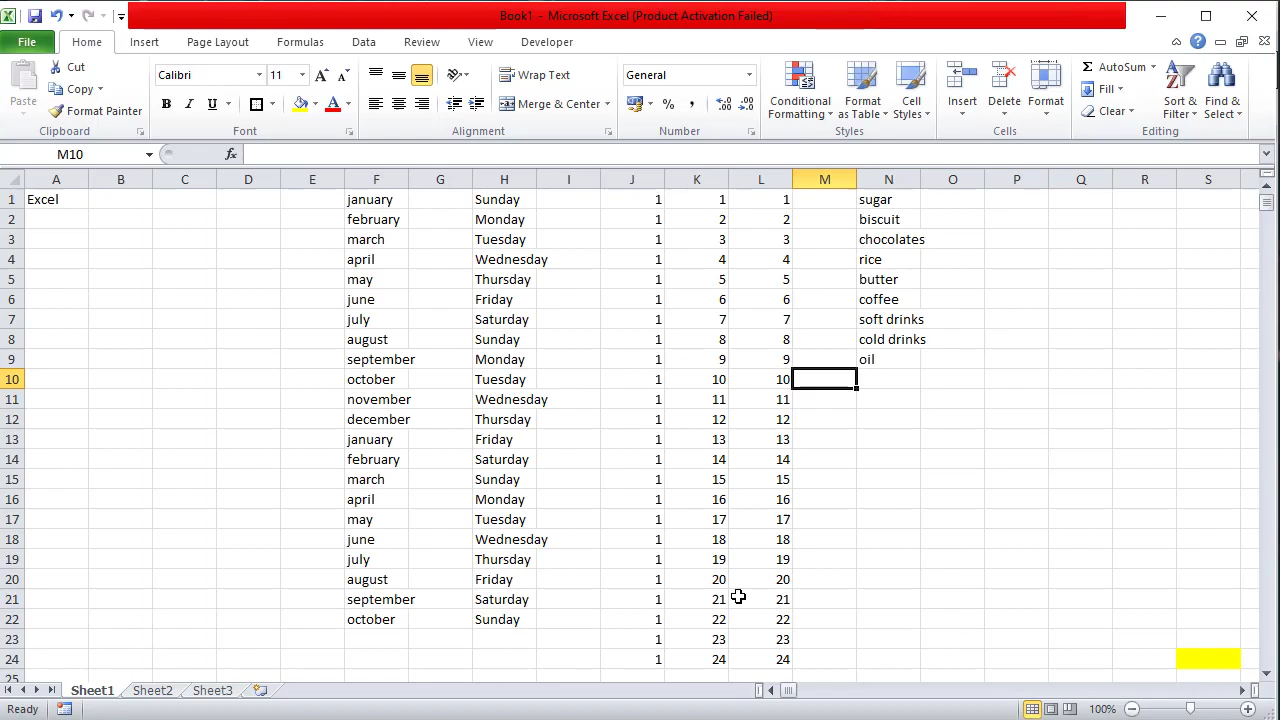 Book1 - Microsoft Excel (Product Activation Failed)
File Home Insert Page Layout Formulas Data Review View Developer
Paste
Cut
Copy
Format Painter
Clipboard
Calibri 11
B I U
Font
Wrap Text
Merge & Center
Alignment
General
% ,
Number
Conditional Formatting
Format as Table
Cell Styles
Styles
Insert
Delete
Format
Cells
Σ AutoSum
Fill
Clear
Sort & Filter
Find & Select
Editing
M10 fx
A B C D E F G H I J K L M N O P Q R S
1 Excel january Sunday 1 1 1 sugar
2 february Monday 1 2 2 biscuit
3 march Tuesday 1 3 3 chocolates
4 april Wednesday 1 4 4 rice
5 may Thursday 1 5 5 butter
6 june Friday 1 6 6 coffee
7 july Saturday 1 7 7 soft drinks
8 august Sunday 1 8 8 cold drinks
9 september Monday 1 9 9 oil
10 october Tuesday 1 10 10
11 november Wednesday 1 11 11
12 december Thursday 1 12 12
13 january Friday 1 13 13
14 february Saturday 1 14 14
15 march Sunday 1 15 15
16 april Monday 1 16 16
17 may Tuesday 1 17 17
18 june Wednesday 1 18 18
19 july Thursday 1 19 19
20 august Friday 1 20 20
21 september Saturday 1 21 21
22 october Sunday 1 22 22
23 1 23 23
24 1 24 24
25
Sheet1 Sheet2 Sheet3
Ready 100%